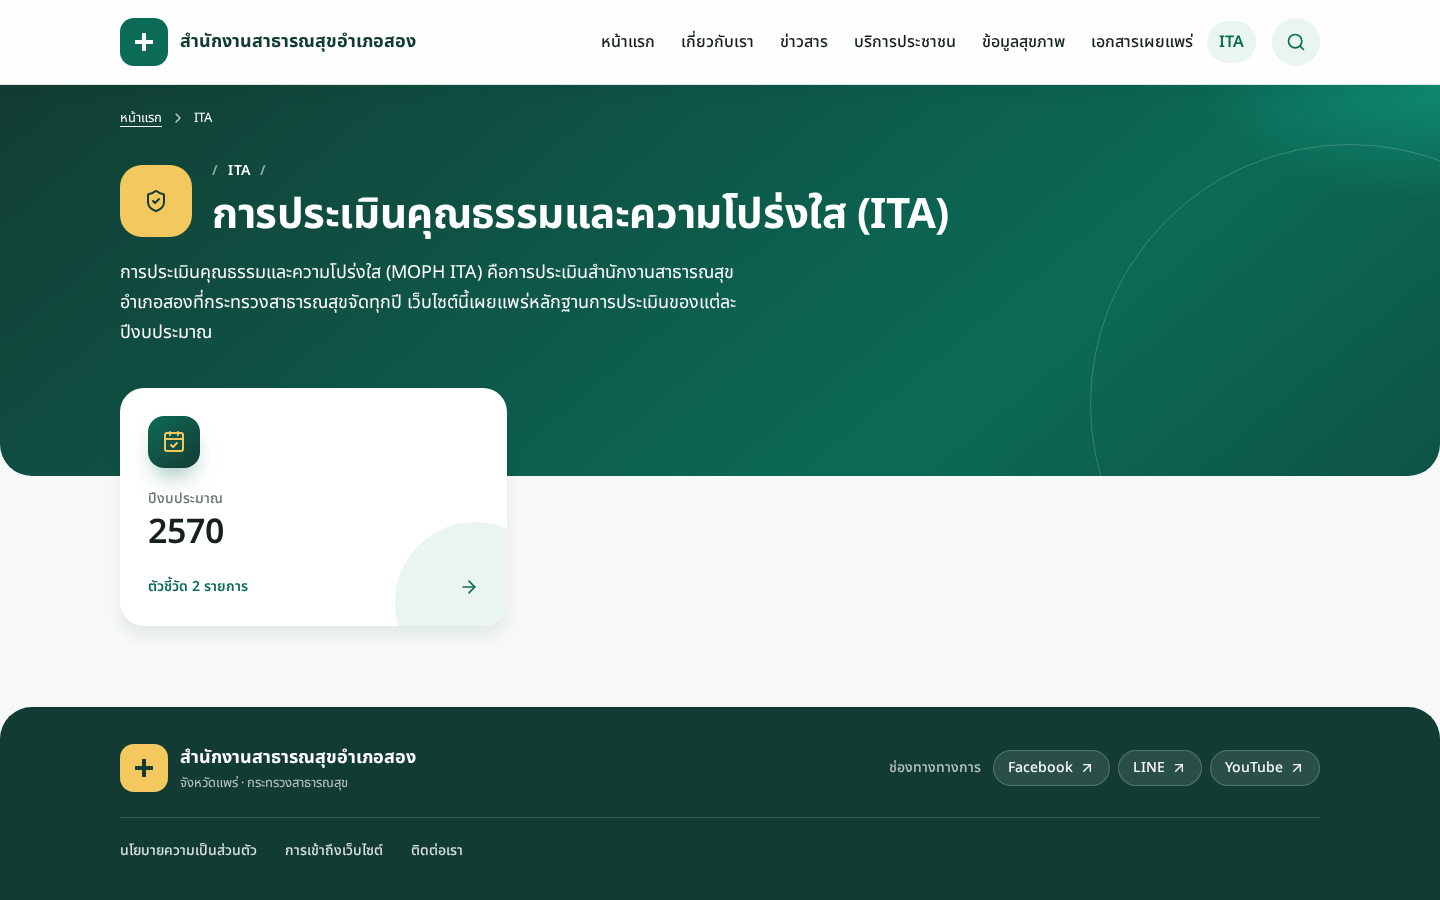 สำนักงานสาธารณสุขอำเภอสอง
หน้าแรก เกี่ยวกับเรา ข่าวสาร บริการประชาชน ข้อมูลสุขภาพ เอกสารเผยแพร่ ITA
หน้าแรก ITA
/ ITA /
การประเมินคุณธรรมและความโปร่งใส (ITA)
การประเมินคุณธรรมและความโปร่งใส (MOPH ITA) คือการประเมินสำนักงานสาธารณสุข
อำเภอสองที่กระทรวงสาธารณสุขจัดทุกปี เว็บไซต์นี้เผยแพร่หลักฐานการประเมินของแต่ละ
ปีงบประมาณ
ปีงบประมาณ
2570
ตัวชี้วัด 2 รายการ
สำนักงานสาธารณสุขอำเภอสอง
จังหวัดแพร่ · กระทรวงสาธารณสุข
ช่องทางทางการ Facebook LINE YouTube
นโยบายความเป็นส่วนตัว การเข้าถึงเว็บไซต์ ติดต่อเรา